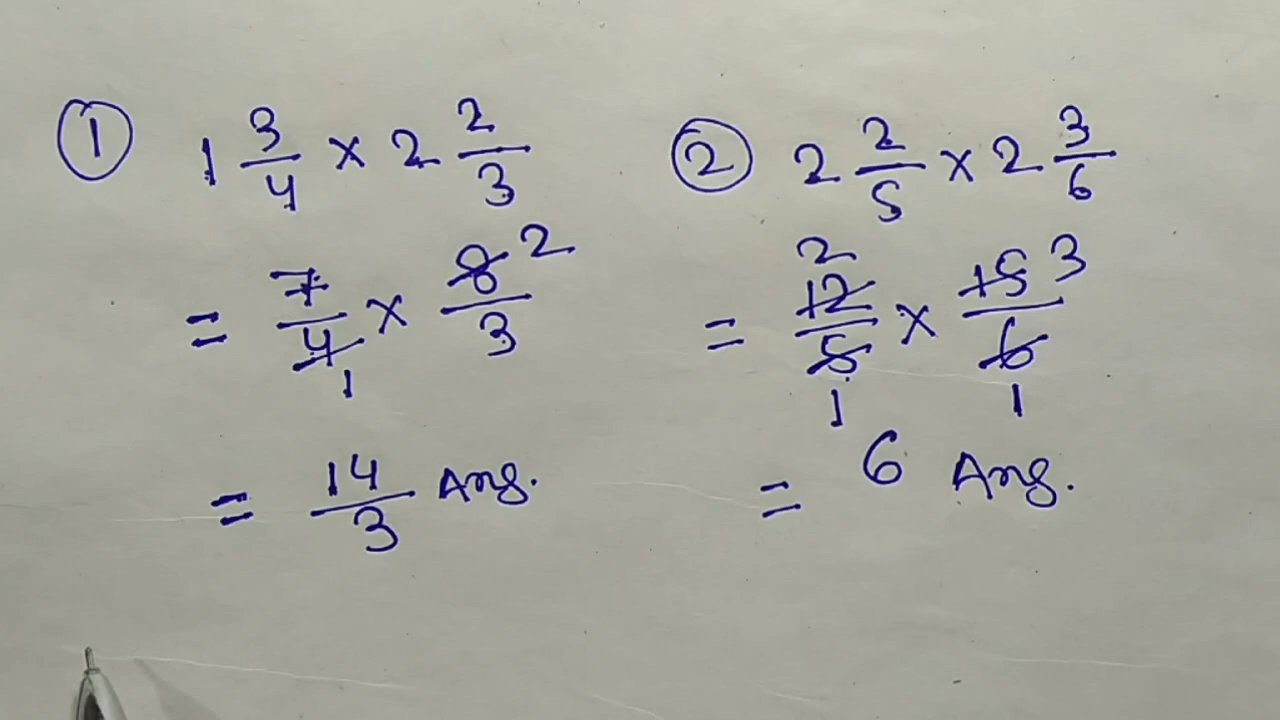 ① 1 3/4 × 2 2/3
= 7/4 × 8/3 2
1
= 14/3 Ans.
② 2 2/5 × 2 3/6
2
= 12/5 × 15/6 3
1 1
= 6 Ans.